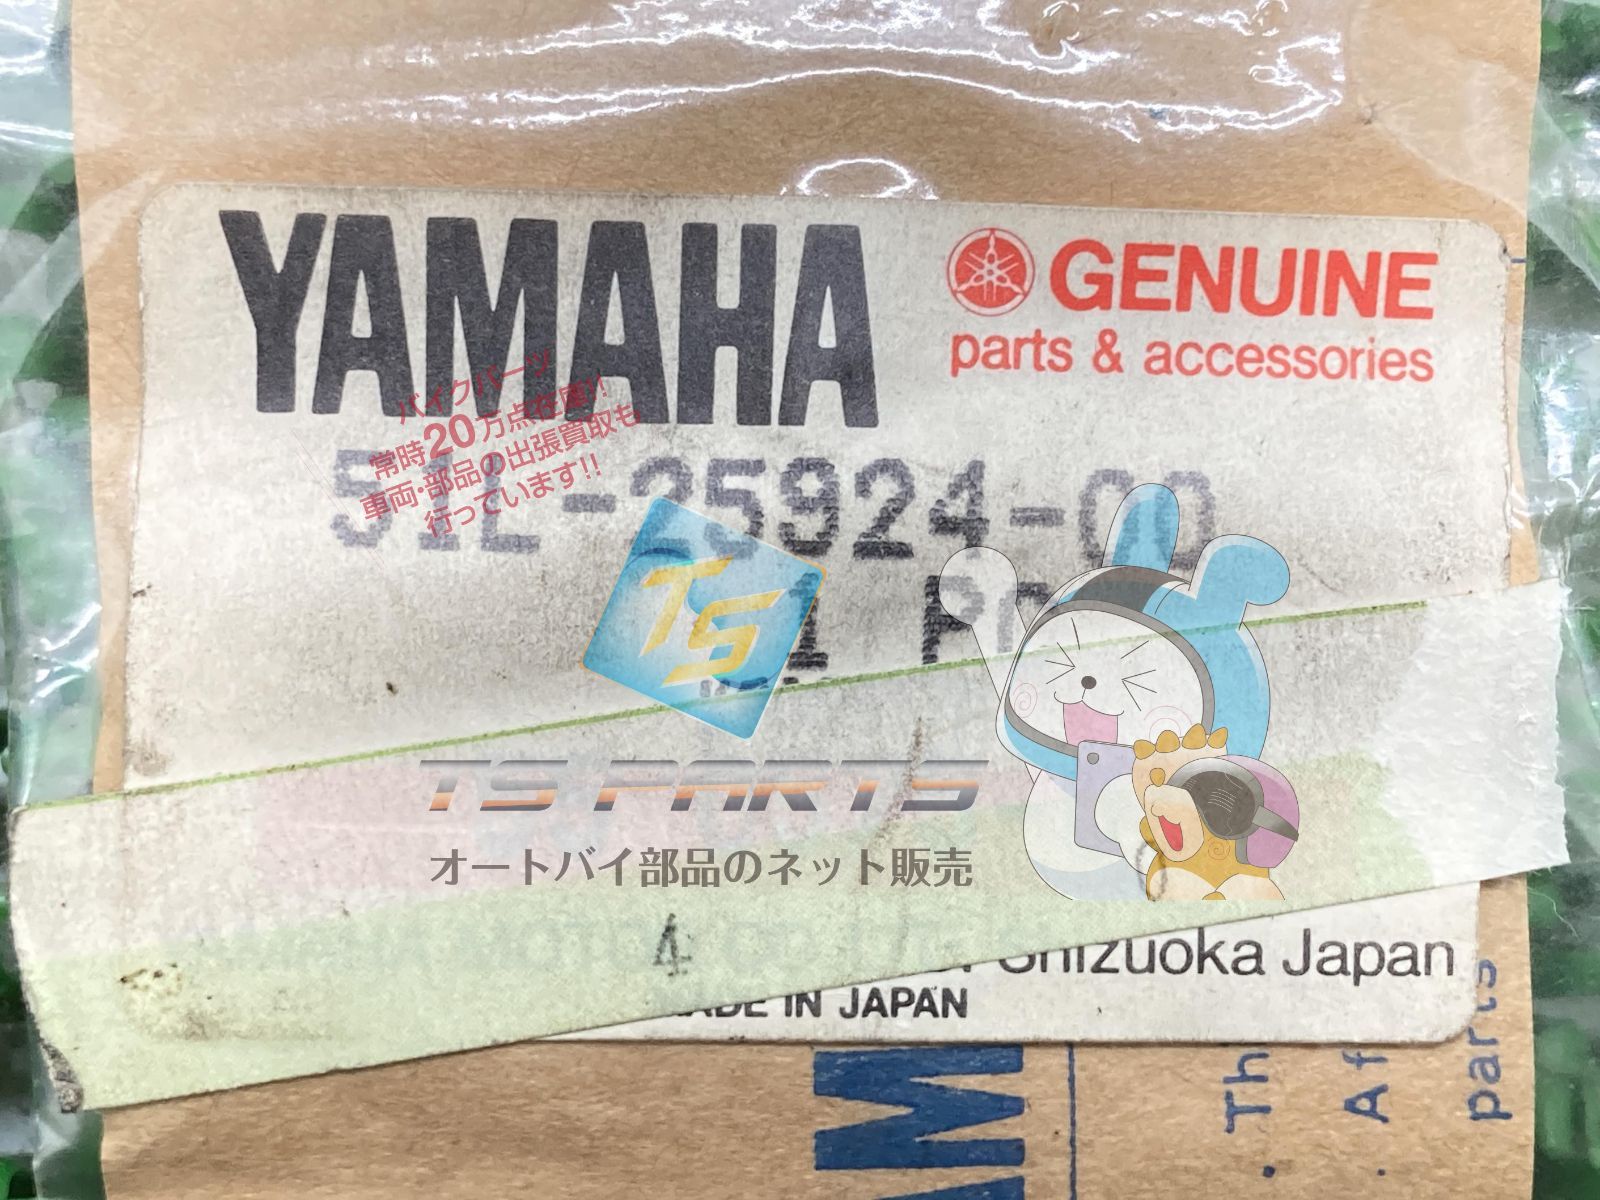 YAMAHA
GENUINE
parts & accessories
バイクパーツ
常時20万点在庫!!
車両・部品の出張買取も
行っています!!
51L-25924-00
TS
TS PARTS
オートバイ部品のネット販売
4
Shizuoka Japan
MADE IN JAPAN
parts